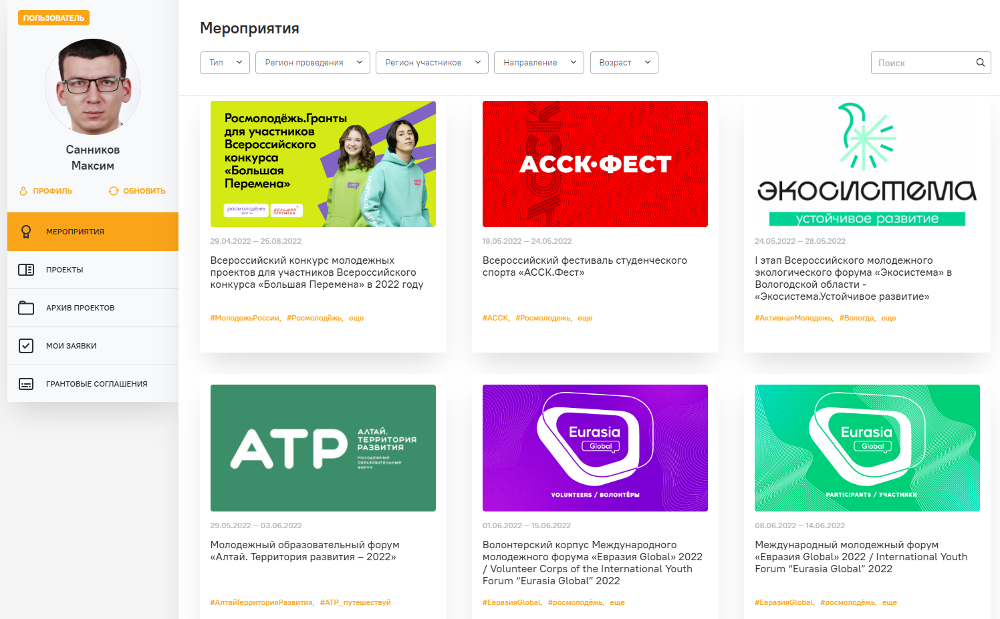 ПОЛЬЗОВАТЕЛЬ
Санников
Максим
ПРОФИЛЬ
ОБНОВИТЬ
МЕРОПРИЯТИЯ
ПРОЕКТЫ
АРХИВ ПРОЕКТОВ
МОИ ЗАЯВКИ
ГРАНТОВЫЕ СОГЛАШЕНИЯ
Мероприятия
Тип
Регион проведения
Регион участников
Направление
Возраст
Поиск
Росмолодёжь.Гранты
для участников
Всероссийского
конкурса
«Большая
Перемена»
росмолодёжь
гранты
БОЛЬШАЯ
ПЕРЕМЕНА
29.04.2022 — 25.08.2022
Всероссийский конкурс молодежных
проектов для участников Всероссийского
конкурса «Большая Перемена» в 2022 году
#МолодежьРоссии, #Росмолодёжь, еще
АССК
АССК•ФЕСТ
19.05.2022 — 24.05.2022
Всероссийский фестиваль студенческого
спорта «АССК.Фест»
#АССК, #Росмолодежь, еще
экосистема
устойчивое развитие
24.05.2022 — 28.05.2022
I этап Всероссийского молодежного
экологического форума «Экосистема» в
Вологодской области -
«Экосистема.Устойчивое развитие»
#АктивнаяМолодежь, #Вологда, еще
АТР
АЛТАЙ.
ТЕРРИТОРИЯ
РАЗВИТИЯ
МОЛОДЕЖНЫЙ
ОБРАЗОВАТЕЛЬНЫЙ
ФОРУМ
29.05.2022 — 03.06.2022
Молодежный образовательный форум
«Алтай. Территория развития – 2022»
#АлтайТерриторияРазвития, #АТР_путешествуй
Eurasia
Global
VOLUNTEERS / ВОЛОНТЁРЫ
01.06.2022 — 15.06.2022
Волонтерский корпус Международного
молодежного форума «Евразия Global» 2022
/ Volunteer Corps of the International Youth
Forum “Eurasia Global” 2022
#ЕвразияGlobal, #росмолодёжь, еще
Eurasia
Global
PARTICIPANTS / УЧАСТНИКИ
08.06.2022 — 14.06.2022
Международный молодежный форум
«Евразия Global» 2022 / International Youth
Forum “Eurasia Global” 2022
#ЕвразияGlobal, #росмолодёжь, еще